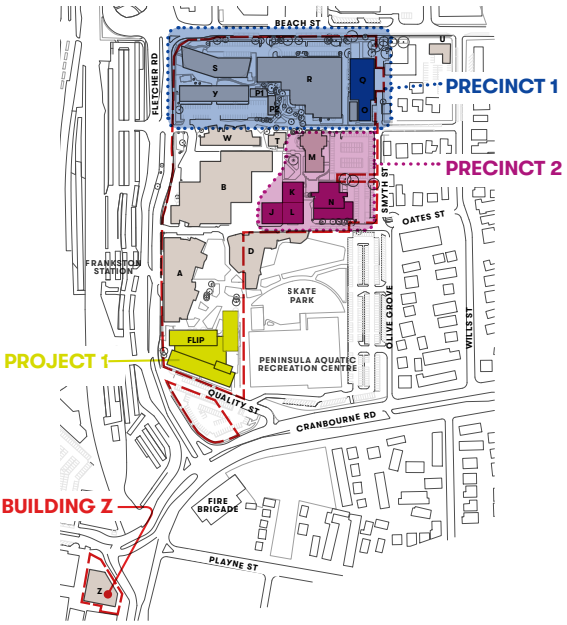 BEACH ST
FLETCHER RD
U
S
R
Q
PRECINCT 1
Y
P1
P2
O
W
T
M
PRECINCT 2
SMYTH ST
B
K
N
J
L
OATES ST
D
FRANKSTON
STATION
A
SKATE
PARK
OLIVE GROVE
WILLS ST
FLIP
PROJECT 1
PENINSULA AQUATIC
RECREATION CENTRE
QUALITY ST
CRANBOURNE RD
BUILDING Z
FIRE
BRIGADE
PLAYNE ST
Z